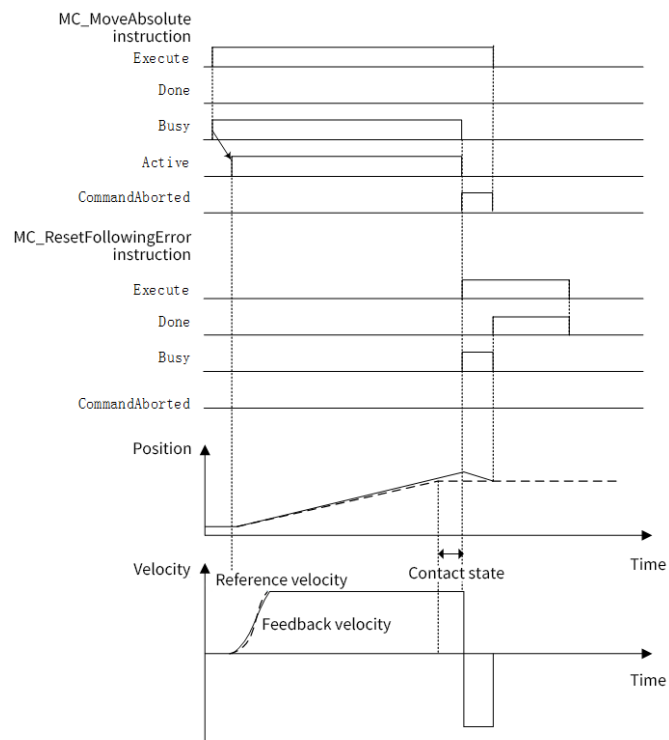 MC_MoveAbsolute
instruction
Execute
Done
Busy
Active
CommandAborted
MC_ResetFollowingError
instruction
Execute
Done
Busy
CommandAborted
Position
Time
Velocity
Reference velocity
Contact state
Feedback velocity
Time